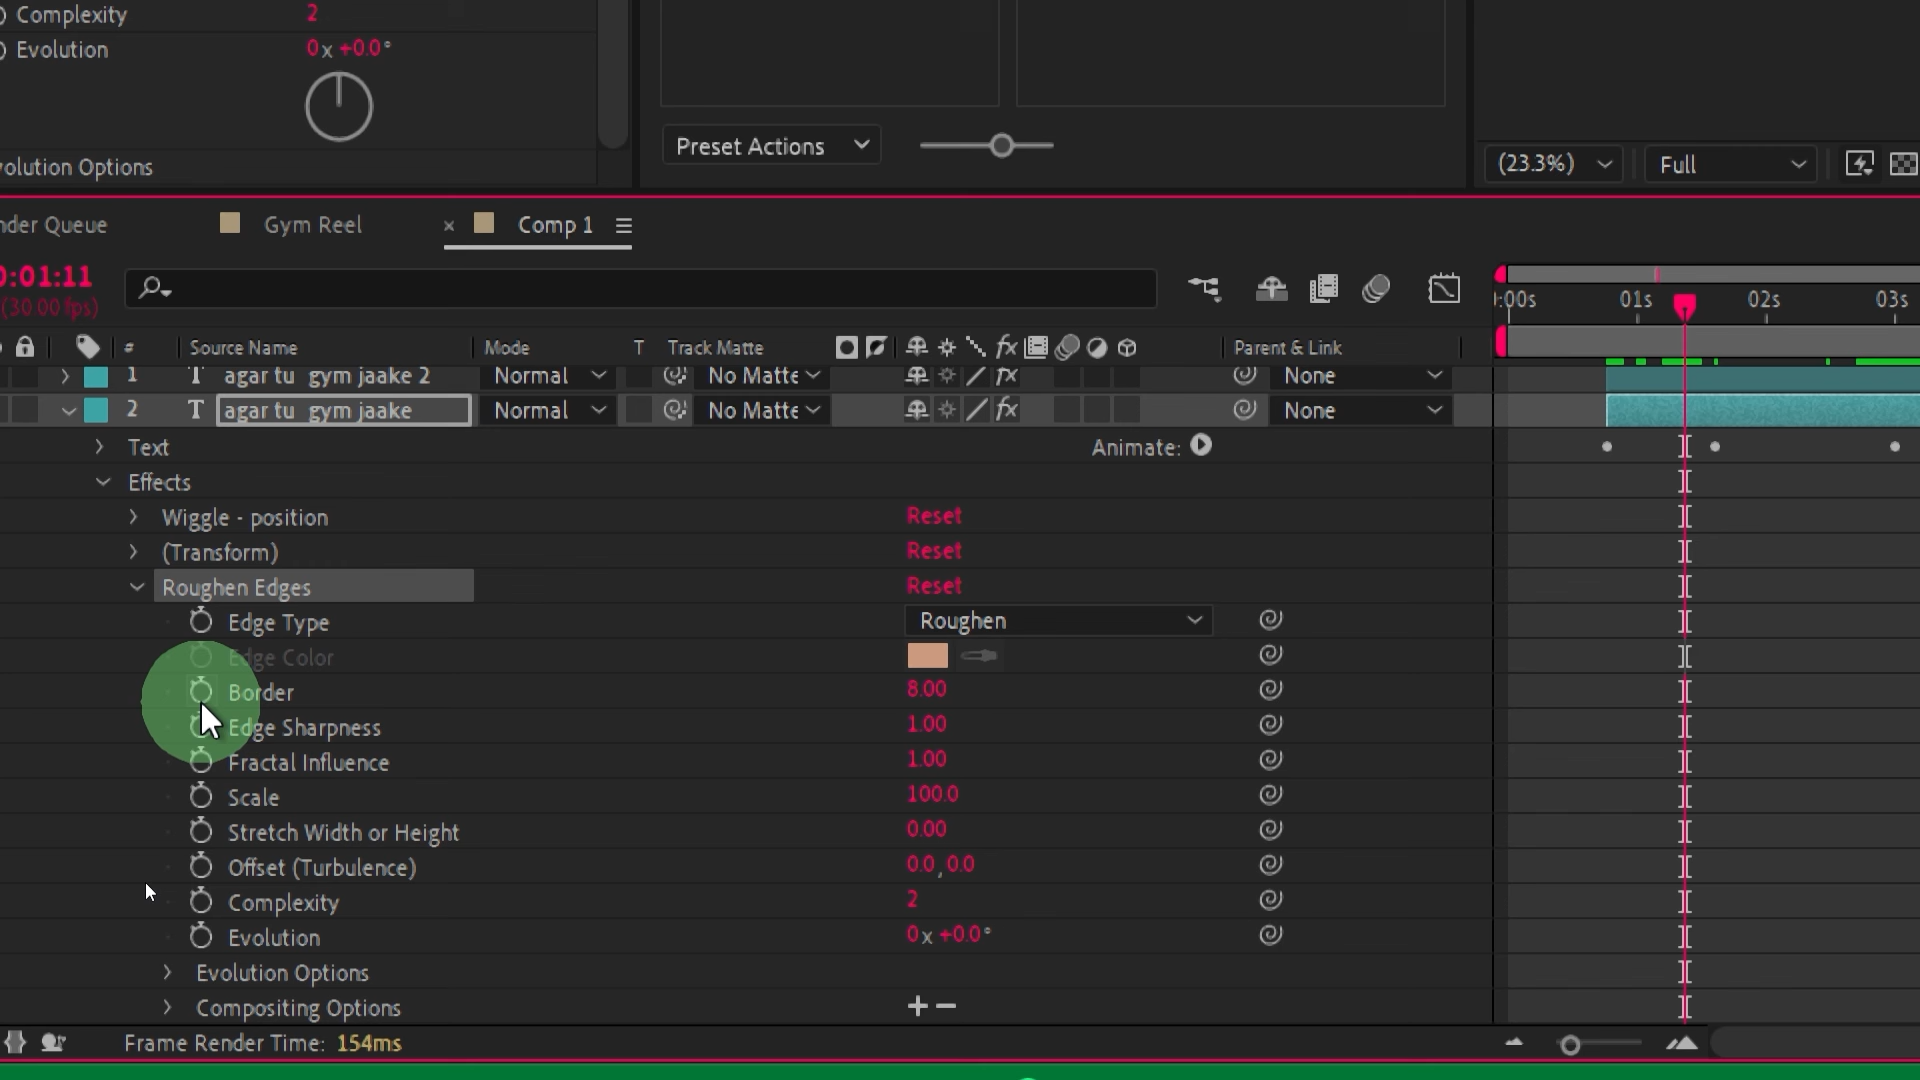 Complexity 2
Evolution 0x +0.0°
volution Options
Preset Actions
(23.3%) Full
nder Queue Gym Reel × Comp 1
0:01:11
(30.00 fps)
:00s 01s 02s 03s
# Source Name Mode T Track Matte fx Parent & Link
1 T agar tu gym jaake 2 Normal No Matte fx None
2 T agar tu gym jaake Normal No Matte fx None
Text Animate:
Effects
Wiggle - position Reset
(Transform) Reset
Roughen Edges Reset
Edge Type Roughen
Edge Color
Border 8.00
Edge Sharpness 1.00
Fractal Influence 1.00
Scale 100.0
Stretch Width or Height 0.00
Offset (Turbulence) 0.0,0.0
Complexity 2
Evolution 0x +0.0°
Evolution Options
Compositing Options + −
Frame Render Time: 154ms